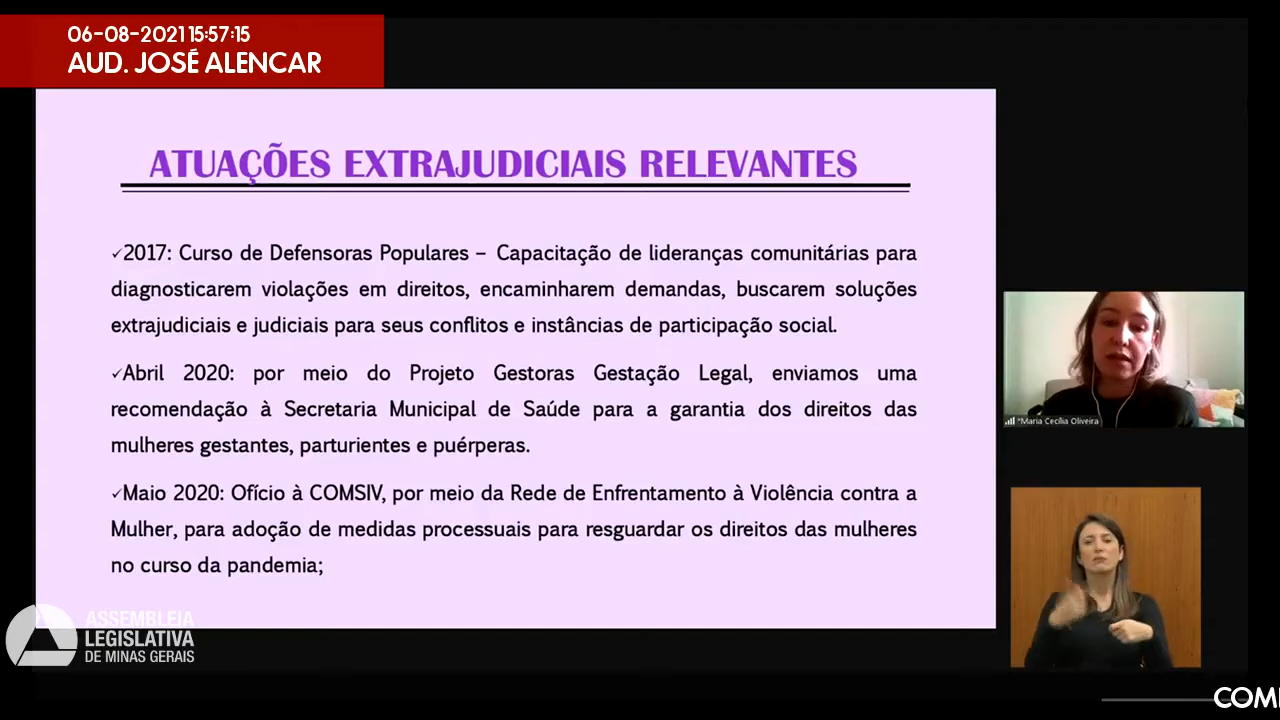 06-08-2021 15:57:15
AUD. JOSÉ ALENCAR
ATUAÇÕES EXTRAJUDICIAIS RELEVANTES
✓2017: Curso de Defensoras Populares – Capacitação de lideranças comunitárias para
diagnosticarem violações em direitos, encaminharem demandas, buscarem soluções
extrajudiciais e judiciais para seus conflitos e instâncias de participação social.
✓Abril 2020: por meio do Projeto Gestoras Gestação Legal, enviamos uma
recomendação à Secretaria Municipal de Saúde para a garantia dos direitos das
mulheres gestantes, parturientes e puérperas.
✓Maio 2020: Ofício à COMSIV, por meio da Rede de Enfrentamento à Violência contra a
Mulher, para adoção de medidas processuais para resguardar os direitos das mulheres
no curso da pandemia;
*Maria Cecília Oliveira
ASSEMBLEIA
LEGISLATIVA
DE MINAS GERAIS
COM